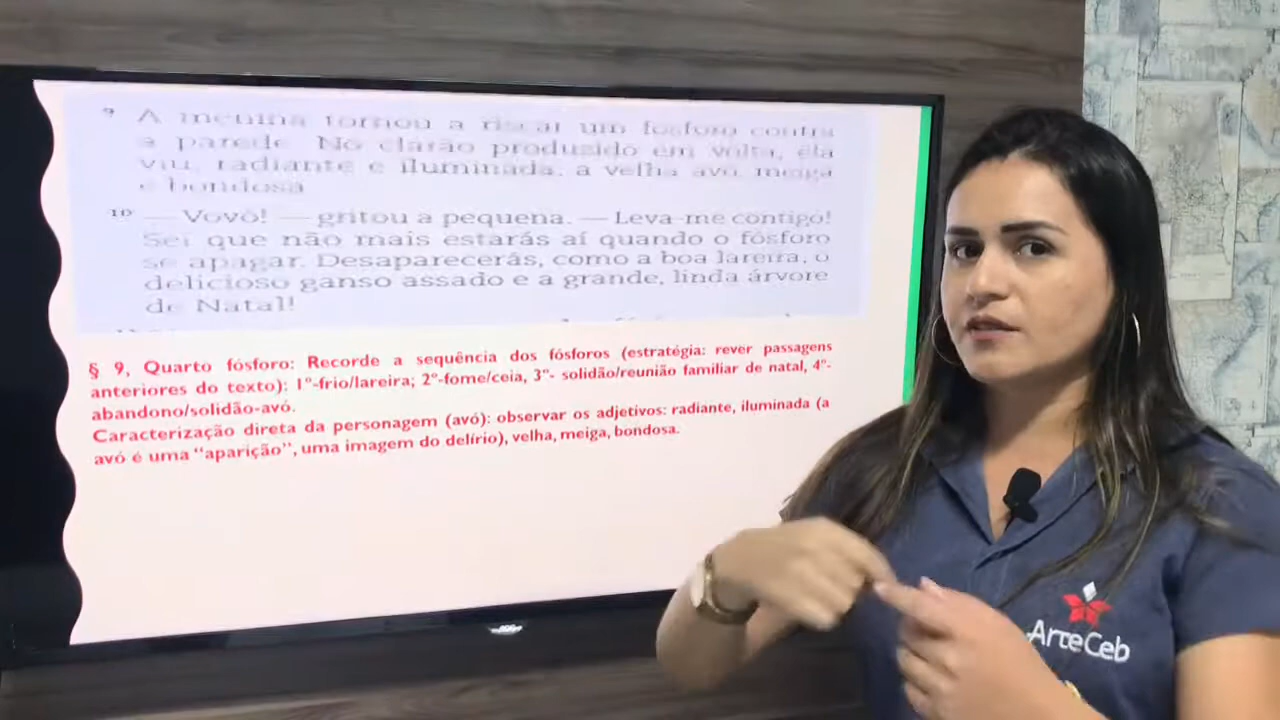 9 A menina tornou a riscar um fósforo contra
a parede. No clarão produzido em volta, ela
viu, radiante e iluminada, a velha avó, meiga
e bondosa
10 — Vovó! — gritou a pequena. — Leva-me contigo!
Sei que não mais estarás aí quando o fósforo
se apagar. Desaparecerás, como a boa lareira, o
delicioso ganso assado e a grande, linda árvore
de Natal!
§ 9, Quarto fósforo: Recorde a sequência dos fósforos (estratégia: rever passagens
anteriores do texto): 1º-frio/lareira; 2º-fome/ceia, 3º- solidão/reunião familiar de natal, 4º-
abandono/solidão-avó.
Caracterização direta da personagem (avó): observar os adjetivos: radiante, iluminada (a
avó é uma “aparição”, uma imagem do delírio), velha, meiga, bondosa.
AOC
ArteCeb